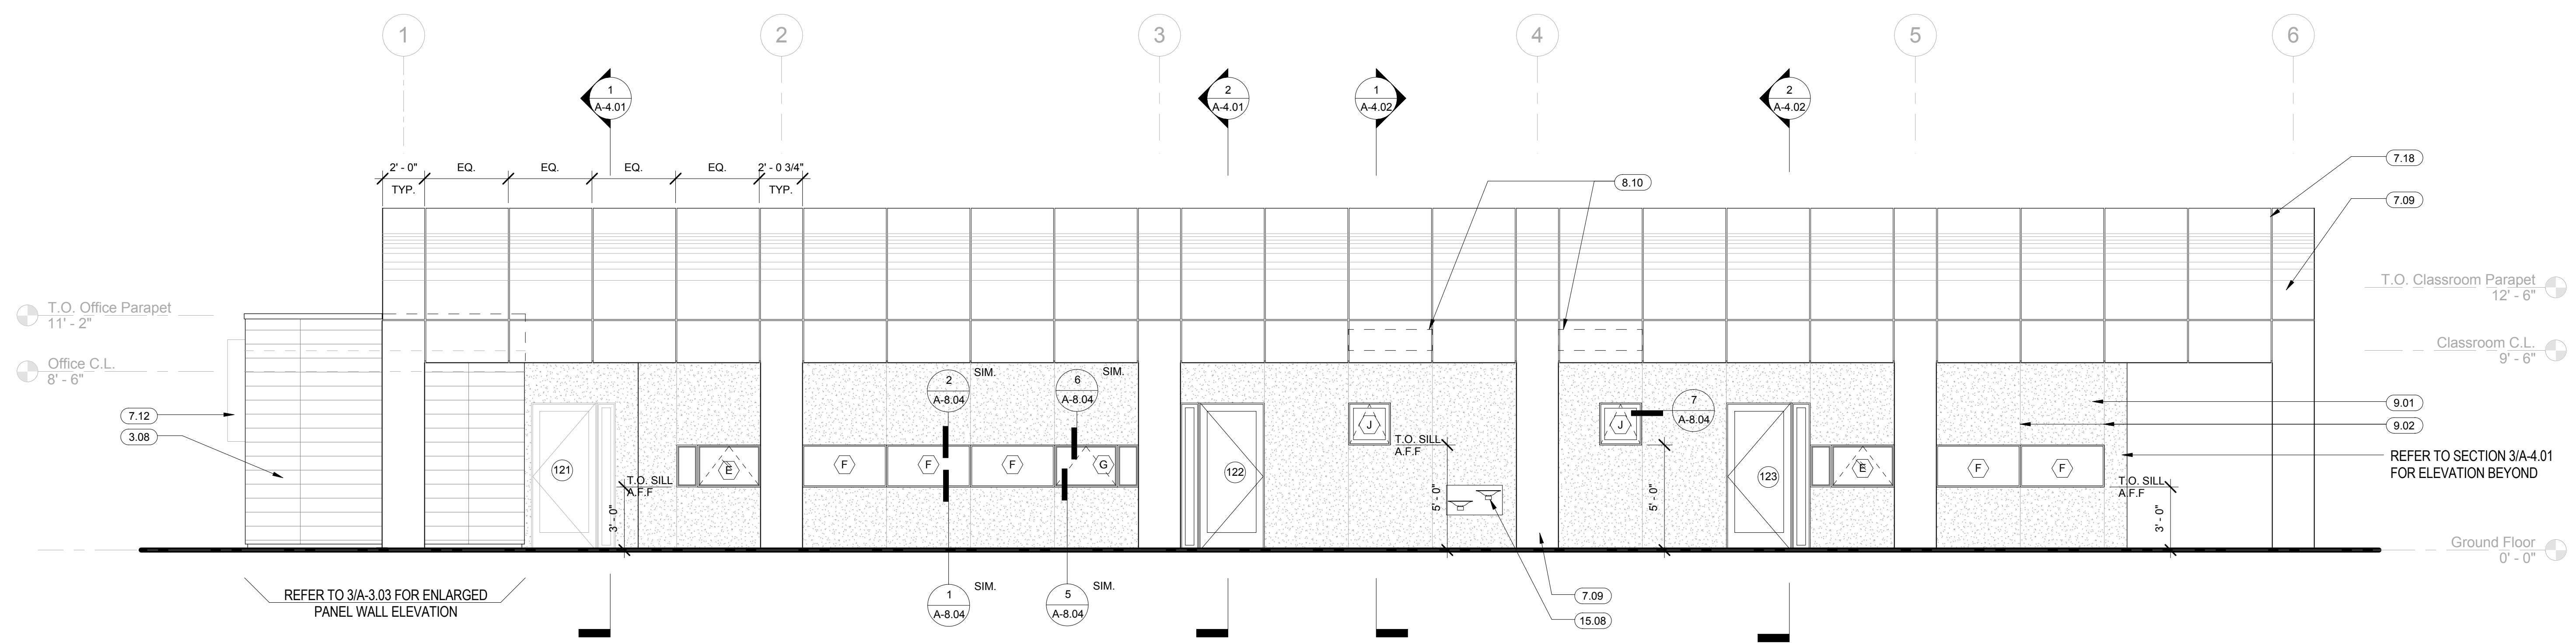 1
2
3
4
5
6
1
A-4.01
2
A-4.01
1
A-4.02
2
A-4.02
2' - 0"
EQ.
EQ.
EQ.
EQ.
2' - 0 3/4"
TYP.
TYP.
8.10
7.18
7.09
T.O. Office Parapet
11' - 2"
Office C.L.
8' - 6"
T.O. Classroom Parapet
12' - 6"
Classroom C.L.
9' - 6"
7.12
3.08
2
A-8.04
SIM.
6
A-8.04
SIM.
7
A-8.04
9.01
9.02
REFER TO SECTION 3/A-4.01
FOR ELEVATION BEYOND
J
J
T.O. SILL
A.F.F
121
E
F
F
F
G
122
123
E
F
F
T.O. SILL
A.F.F
T.O. SILL
A.F.F
3' - 0"
5' - 0"
5' - 0"
3' - 0"
Ground Floor
0' - 0"
REFER TO 3/A-3.03 FOR ENLARGED
PANEL WALL ELEVATION
1
A-8.04
SIM.
5
A-8.04
SIM.
7.09
15.08